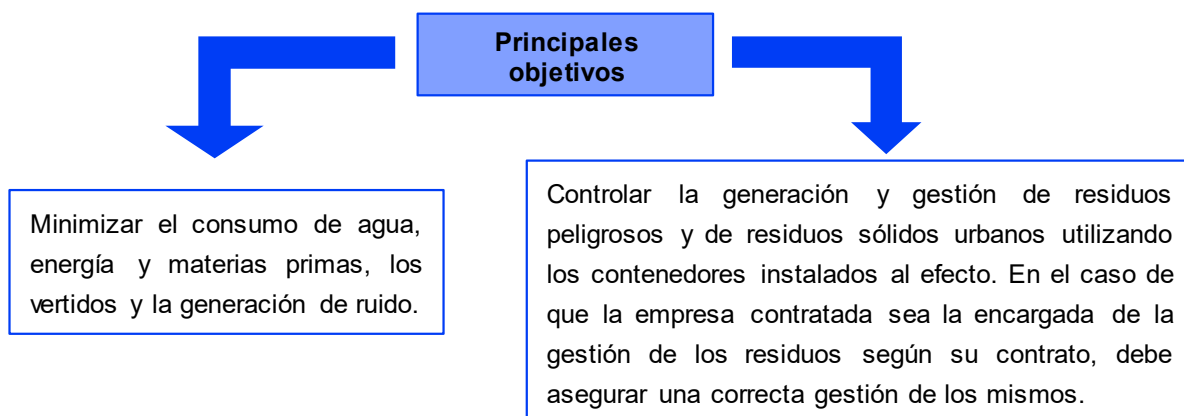 Principales
objetivos
Minimizar el consumo de agua,
energía y materias primas, los
vertidos y la generación de ruido.
Controlar la generación y gestión de residuos
peligrosos y de residuos sólidos urbanos utilizando
los contenedores instalados al efecto. En el caso de
que la empresa contratada sea la encargada de la
gestión de los residuos según su contrato, debe
asegurar una correcta gestión de los mismos.